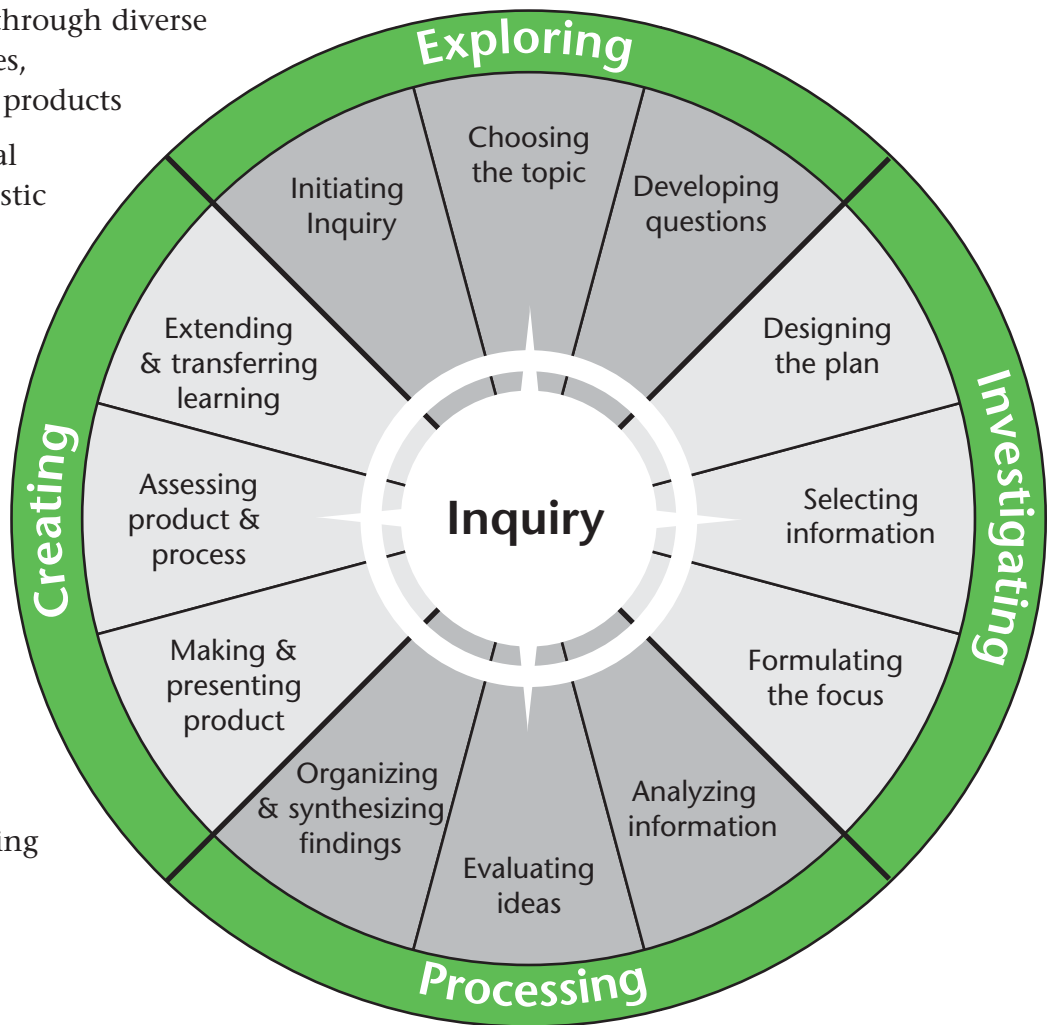 through diverse
es,
products
al
stic
ing
Exploring
Initiating
Inquiry
Choosing
the topic
Developing
questions
Investigating
Designing
the plan
Selecting
information
Formulating
the focus
Processing
Analyzing
information
Evaluating
ideas
Organizing
& synthesizing
findings
Creating
Making &
presenting
product
Assessing
product &
process
Extending
& transferring
learning
Inquiry